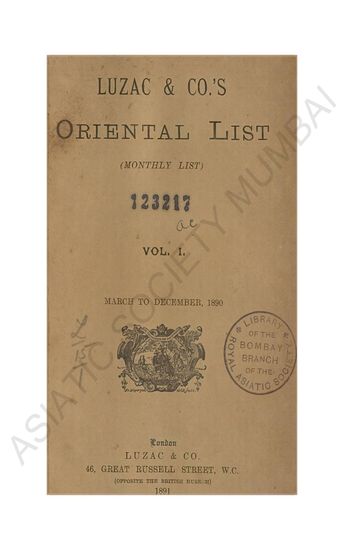 LUZAC & CO.'S
ORIENTAL LIST
(MONTHLY LIST)
123217
ac
VOL. I.
MARCH TO DECEMBER, 1890
LIBRARY
OF THE
BOMBAY
BRANCH
OF THE
ROYAL ASIATIC SOCIETY
London
LUZAC & CO.
46, GREAT RUSSELL STREET, W.C.
(OPPOSITE THE BRITISH MUSEUM)
1891
ASIATIC SOCIETY MUMBAI